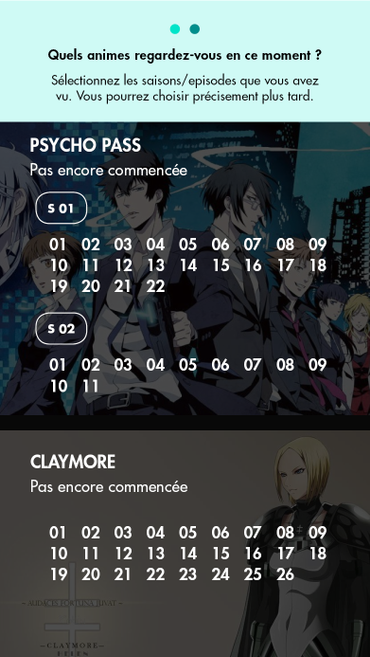 Quels animes regardez-vous en ce moment ?
Sélectionnez les saisons/episodes que vous avez
vu. Vous pourrez choisir précisement plus tard.
PSYCHO PASS
Pas encore commencée
S 01
01 02 03 04 05 06 07 08 09
10 11 12 13 14 15 16 17 18
19 20 21 22
S 02
01 02 03 04 05 06 07 08 09
10 11
CLAYMORE
Pas encore commencée
01 02 03 04 05 06 07 08 09
10 11 12 13 14 15 16 17 18
19 20 21 22 23 24 25 26
CLAYMORE